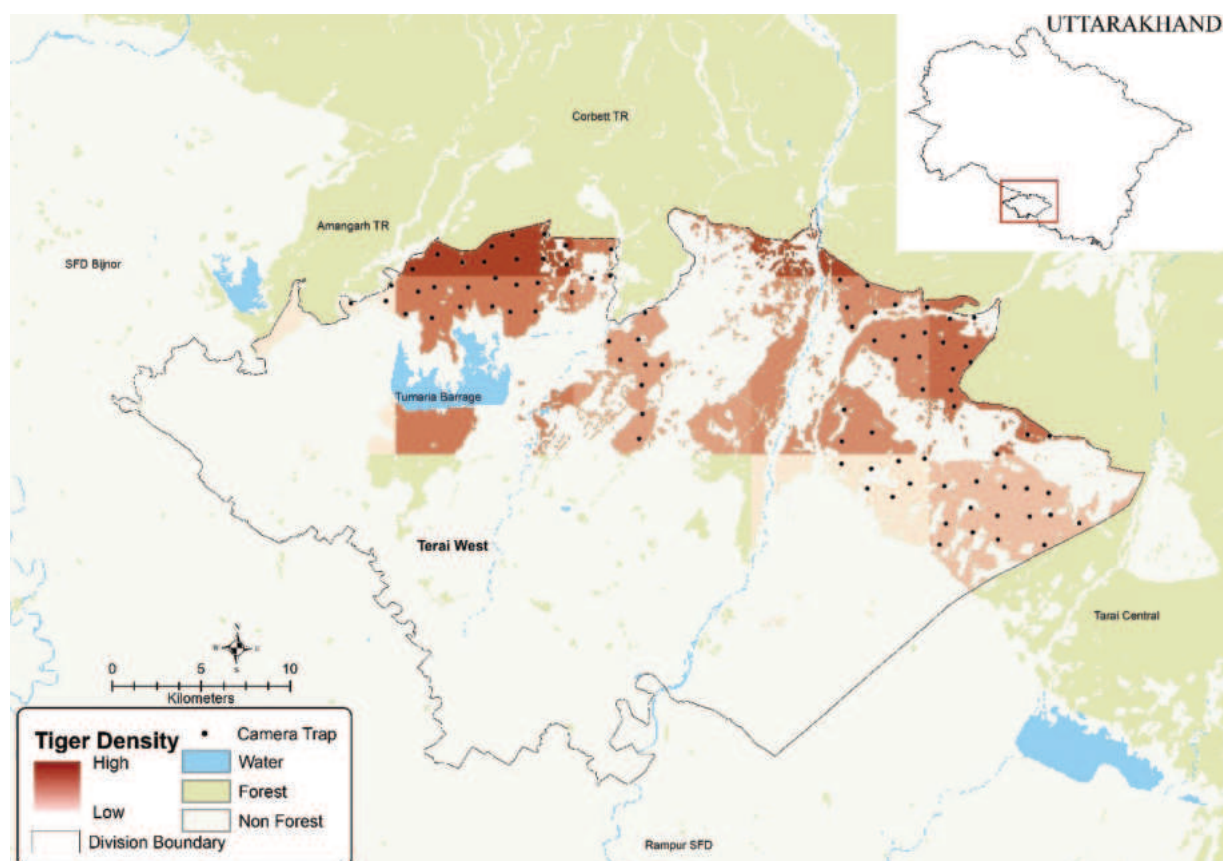 UTTARAKHAND
Corbett TR
Amangarh TR
SFD Bijnor
Tumaria Barrage
Terai West
Tarai Central
Rampur SFD
N
W
E
S
0 5 10
Kilometers
Tiger Density
High
Low
Division Boundary
Camera Trap
Water
Forest
Non Forest